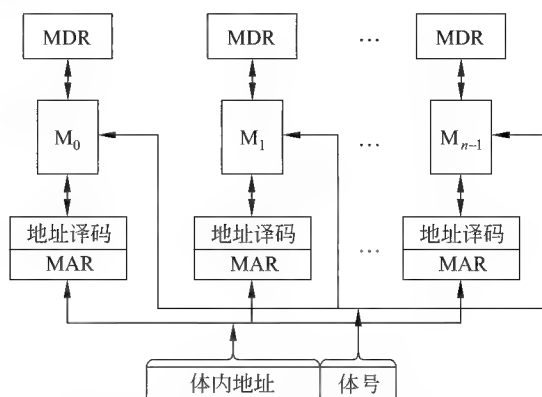 MDR MDR … MDR
M₀ M₁ … Mₙ₋₁
地址译码 地址译码 … 地址译码
MAR MAR MAR
体内地址 体号